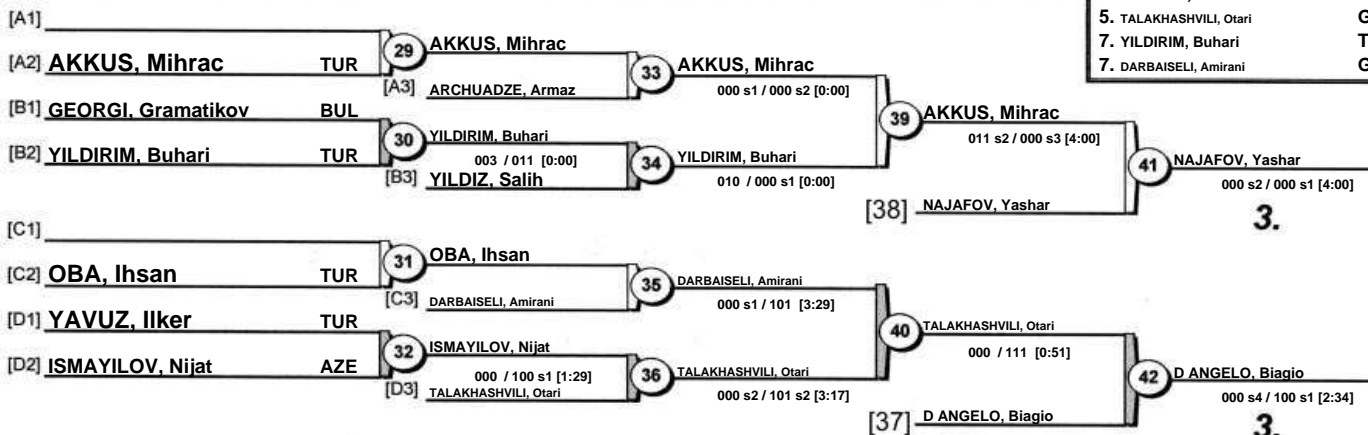 5. TALAKHASHVILI, Otari G
7. YILDIRIM, Buhari T
7. DARBAISELI, Amirani G
[A1]
29 AKKUS, Mihrac
[A2] AKKUS, Mihrac TUR
33 AKKUS, Mihrac
000 s1 / 000 s2 [0:00]
[A3] ARCHUADZE, Armaz
[B1] GEORGI, Gramatikov BUL
39 AKKUS, Mihrac
011 s2 / 000 s3 [4:00]
30 YILDIRIM, Buhari
003 / 011 [0:00]
[B2] YILDIRIM, Buhari TUR
34 YILDIRIM, Buhari
010 / 000 s1 [0:00]
41 NAJAFOV, Yashar
000 s2 / 000 s1 [4:00]
[B3] YILDIZ, Salih
[38] NAJAFOV, Yashar
3.
[C1]
31 OBA, Ihsan
[C2] OBA, Ihsan TUR
35 DARBAISELI, Amirani
000 s1 / 101 [3:29]
[C3] DARBAISELI, Amirani
[D1] YAVUZ, Ilker TUR
40 TALAKHASHVILI, Otari
000 / 111 [0:51]
32 ISMAYILOV, Nijat
000 / 100 s1 [1:29]
[D2] ISMAYILOV, Nijat AZE
36 TALAKHASHVILI, Otari
000 s2 / 101 s2 [3:17]
42 D ANGELO, Biagio
000 s4 / 100 s1 [2:34]
[D3] TALAKHASHVILI, Otari
[37] D ANGELO, Biagio
3.